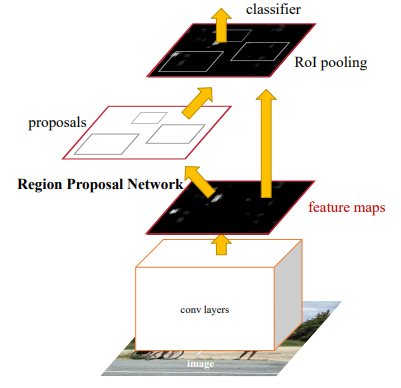 classifier
RoI pooling
proposals
Region Proposal Network
feature maps
conv layers
image